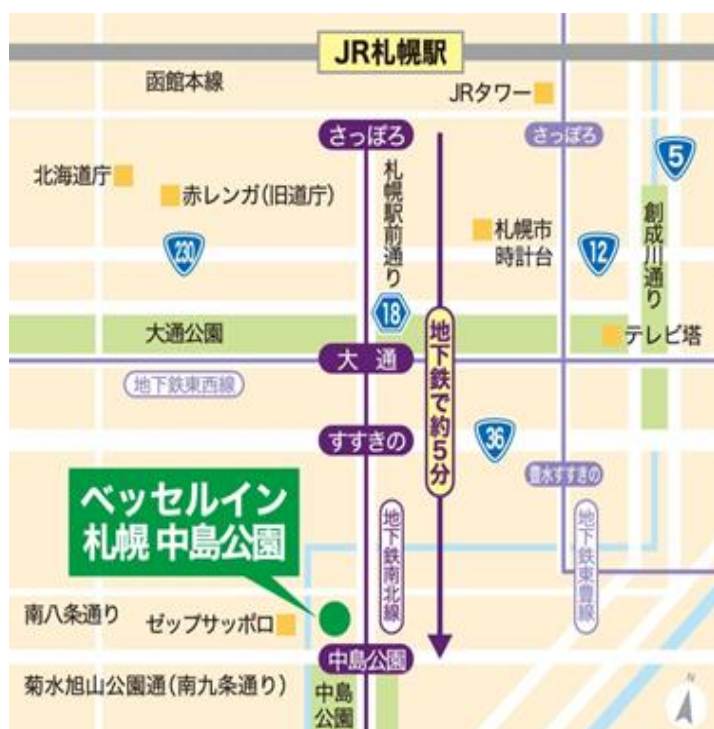 JR札幌駅
函館本線
JRタワー
さっぽろ
さっぽろ
5
北海道庁
赤レンガ(旧道庁)
札幌駅前通り
札幌市
時計台
創成川通り
230
12
18
大通公園
テレビ塔
大通
地下鉄東西線
地下鉄で約5分
すすきの
36
豊水すすきの
ベッセルイン
札幌 中島公園
地下鉄南北線
地下鉄東豊線
南八条通り
ゼップサッポロ
中島公園
菊水旭山公園通(南九条通り)
中島
公園
N